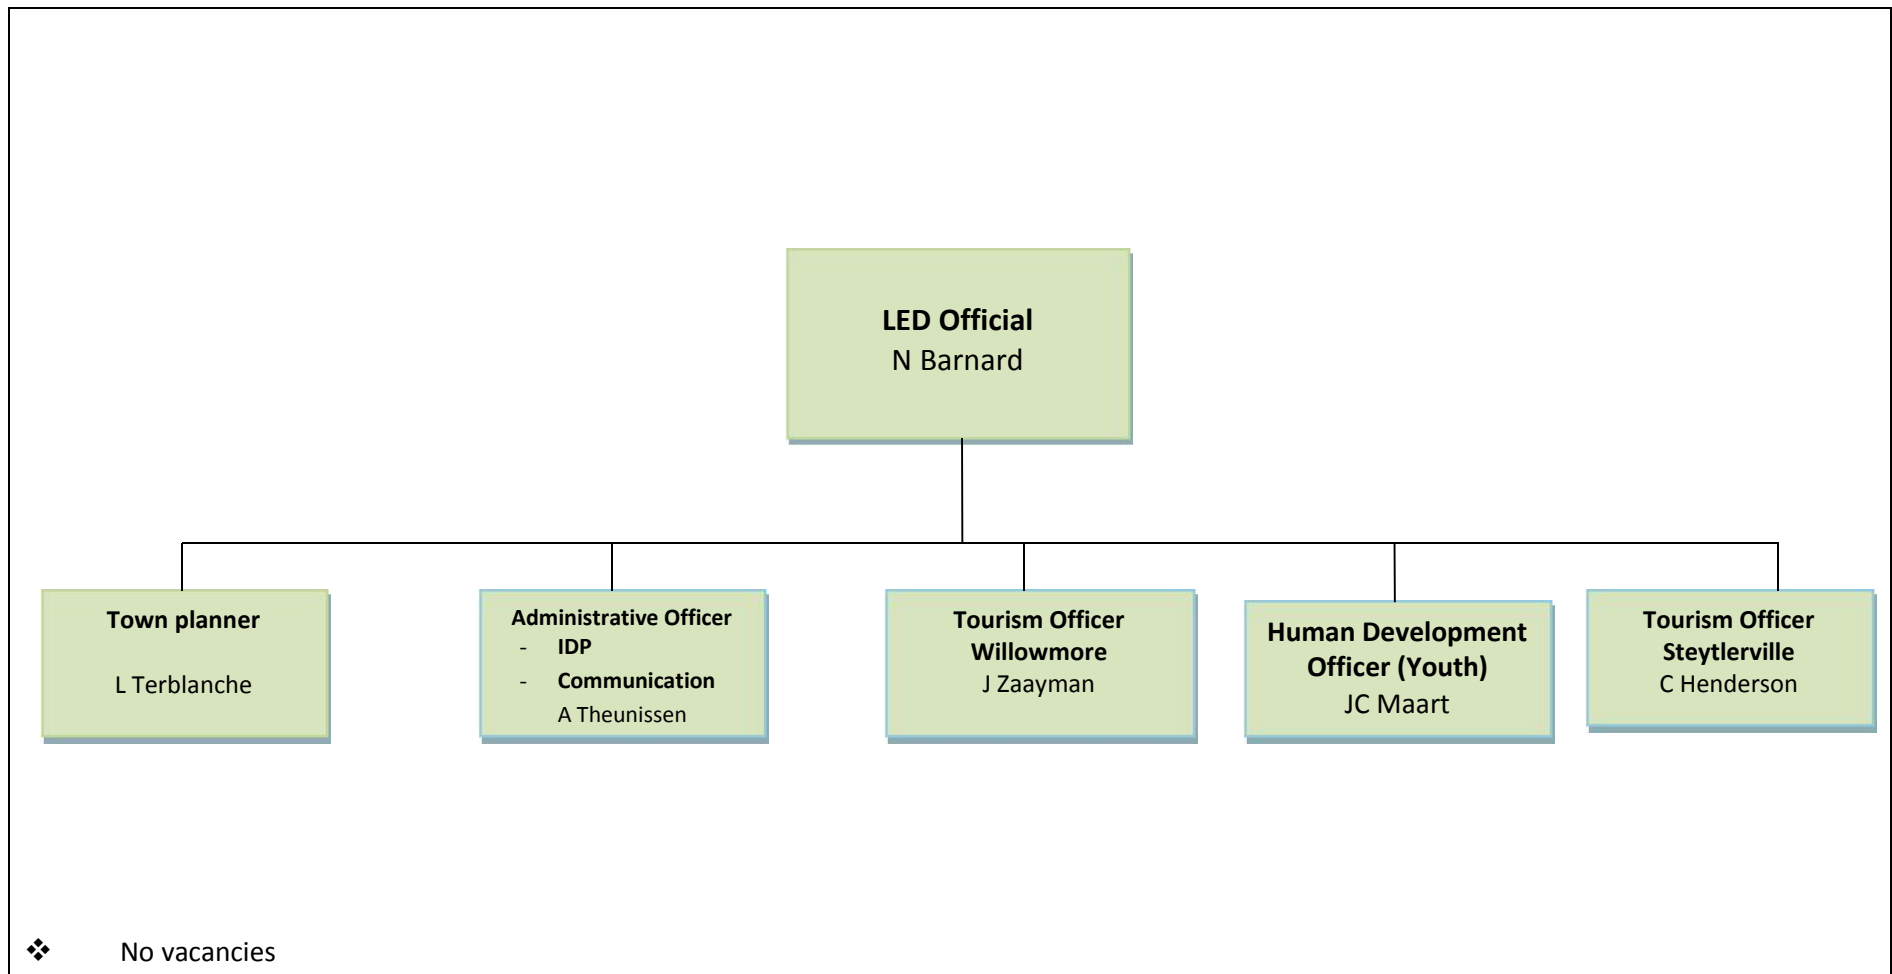 LED Official
N Barnard
Town planner
L Terblanche
Administrative Officer
- IDP
- Communication
A Theunissen
Tourism Officer
Willowmore
J Zaayman
Human Development
Officer (Youth)
JC Maart
Tourism Officer
Steytlerville
C Henderson
❖ No vacancies